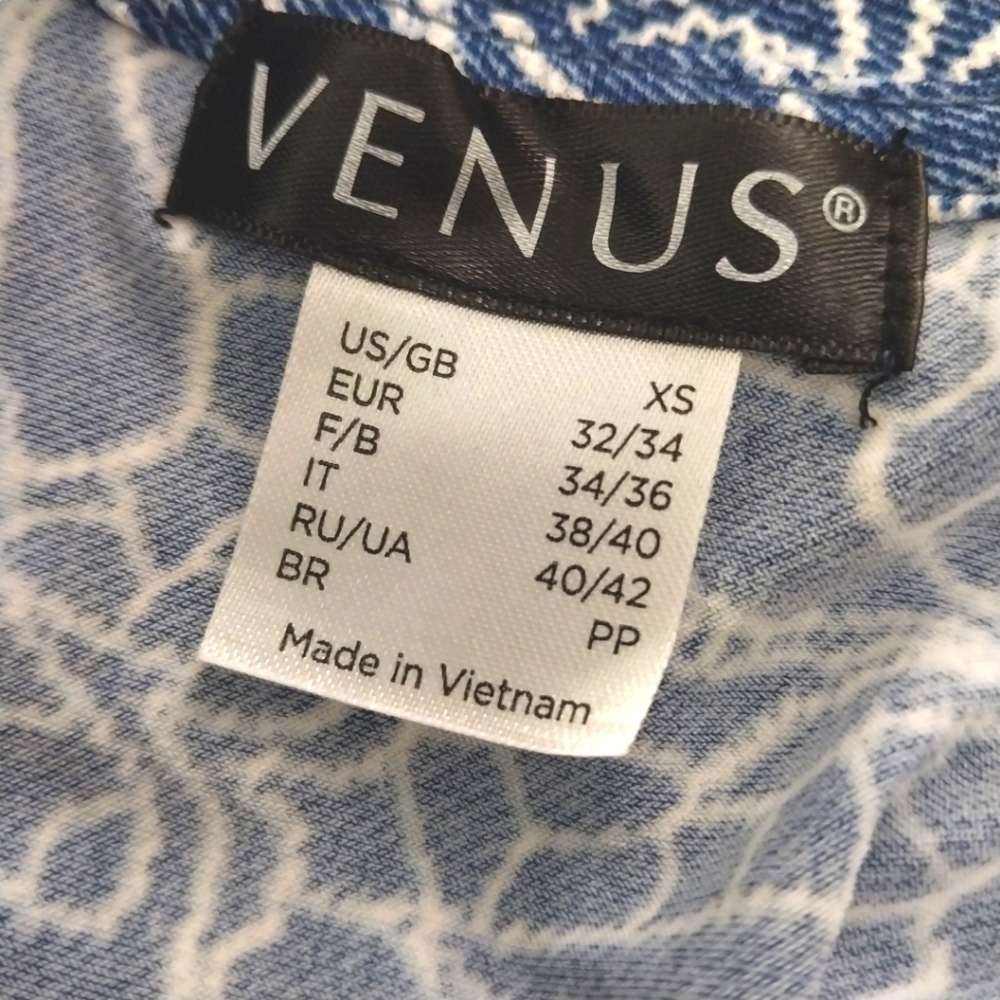 VENUS®
US/GB XS
EUR 32/34
F/B 34/36
IT 38/40
RU/UA 40/42
BR PP
Made in Vietnam